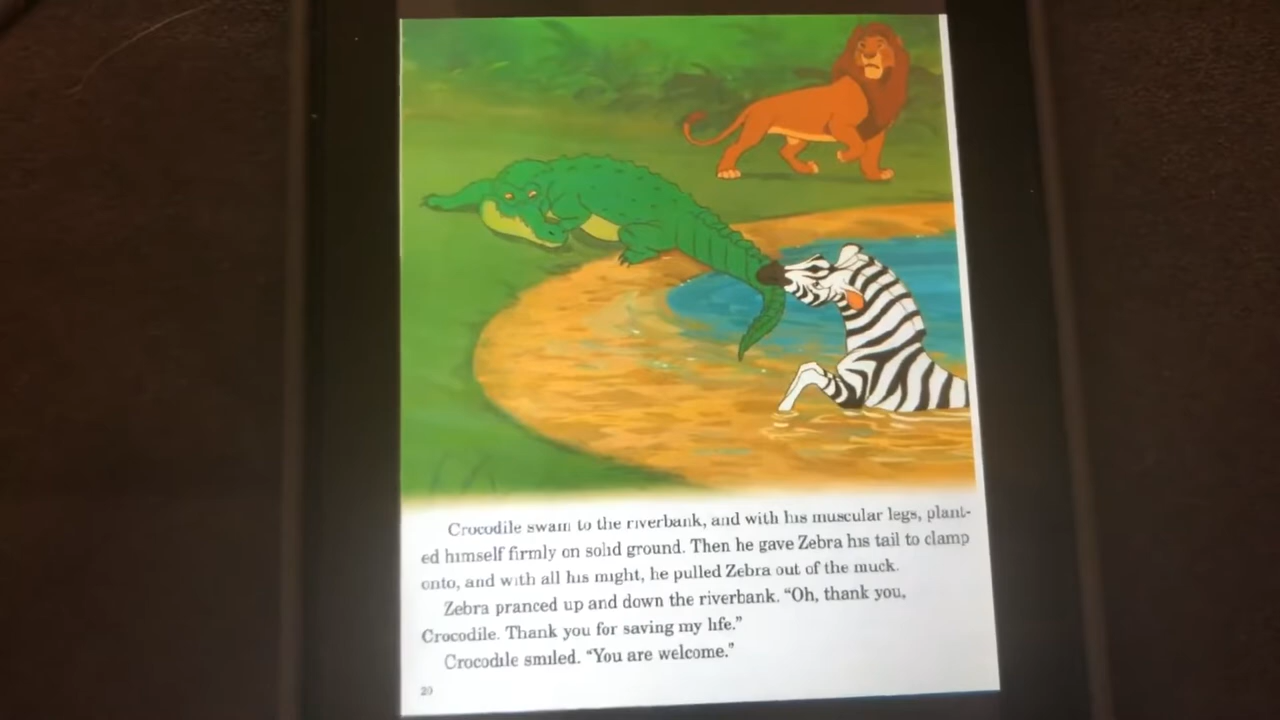 Crocodile swam to the riverbank, and with his muscular legs, plant-
ed himself firmly on solid ground. Then he gave Zebra his tail to clamp
onto, and with all his might, he pulled Zebra out of the muck.
Zebra pranced up and down the riverbank. “Oh, thank you,
Crocodile. Thank you for saving my life.”
Crocodile smiled. “You are welcome.”
20